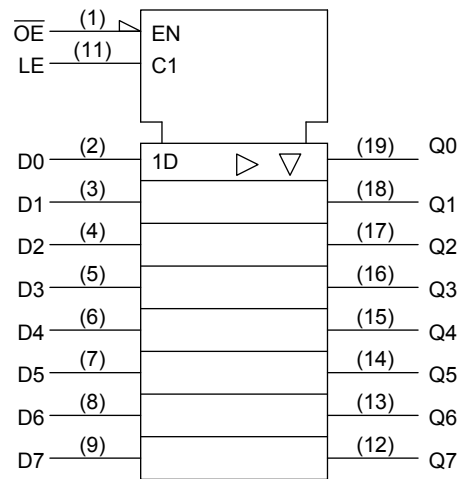 O̅E̅ (1) EN
LE (11) C1
D0 (2) 1D (19) Q0
D1 (3) (18) Q1
D2 (4) (17) Q2
D3 (5) (16) Q3
D4 (6) (15) Q4
D5 (7) (14) Q5
D6 (8) (13) Q6
D7 (9) (12) Q7